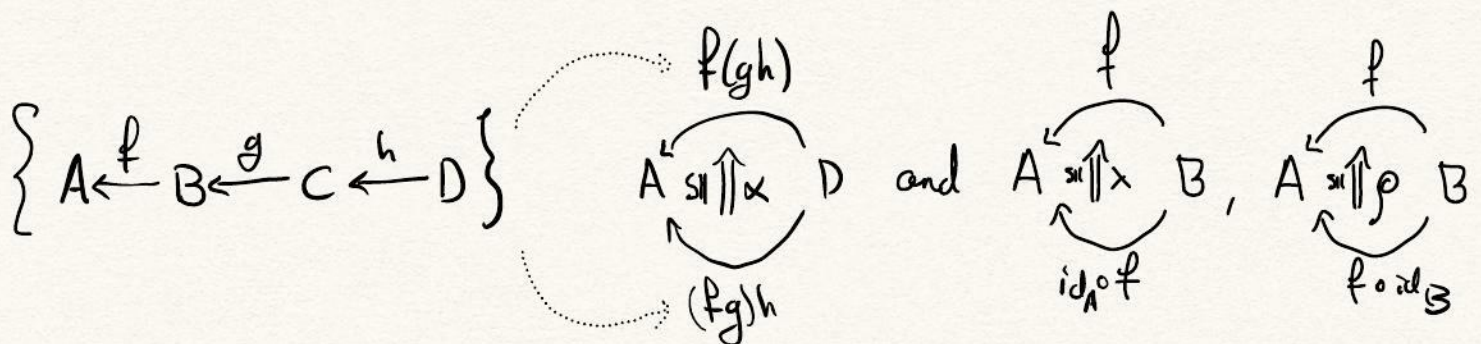 f(gh) f f
{ A ←f B ←g C ←h D } A ≅ ⇑ α D and A ≅ ⇑ λ B , A ≅ ⇑ ρ B
(fg)h id_A∘f f∘id_B